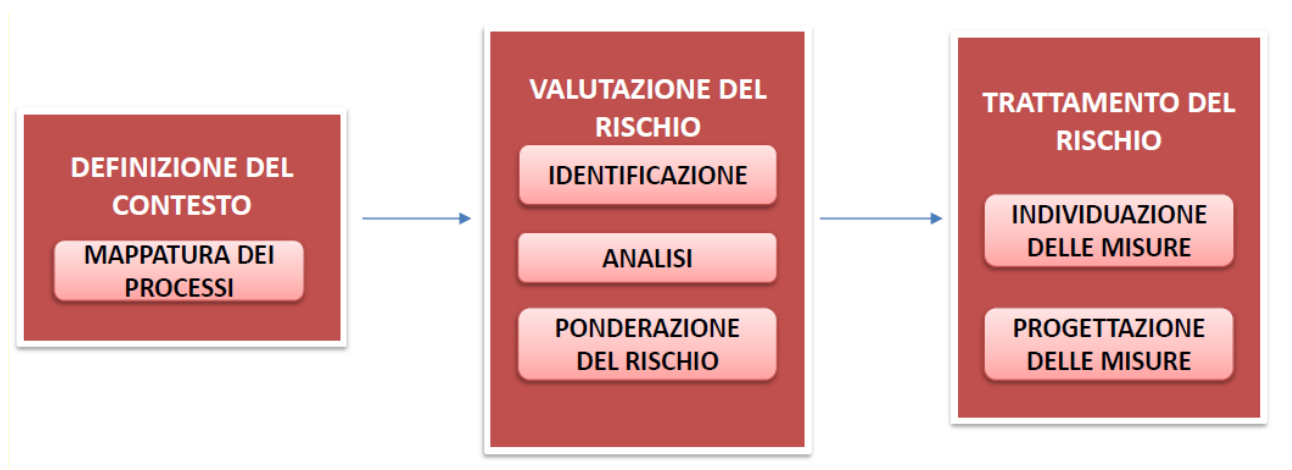 DEFINIZIONE DEL
CONTESTO
MAPPATURA DEI
PROCESSI
VALUTAZIONE DEL
RISCHIO
IDENTIFICAZIONE
ANALISI
PONDERAZIONE
DEL RISCHIO
TRATTAMENTO DEL
RISCHIO
INDIVIDUAZIONE
DELLE MISURE
PROGETTAZIONE
DELLE MISURE